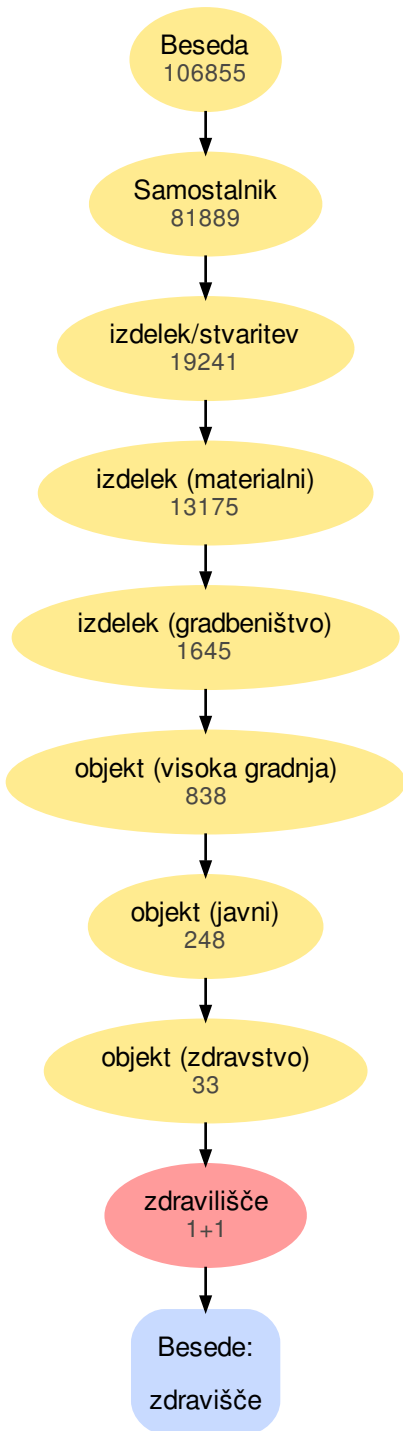 Beseda
106855
Samostalnik
81889
izdelek/stvaritev
19241
izdelek (materialni)
13175
izdelek (gradbeništvo)
1645
objekt (visoka gradnja)
838
objekt (javni)
248
objekt (zdravstvo)
33
zdravilišče
1+1
Besede:
zdravišče